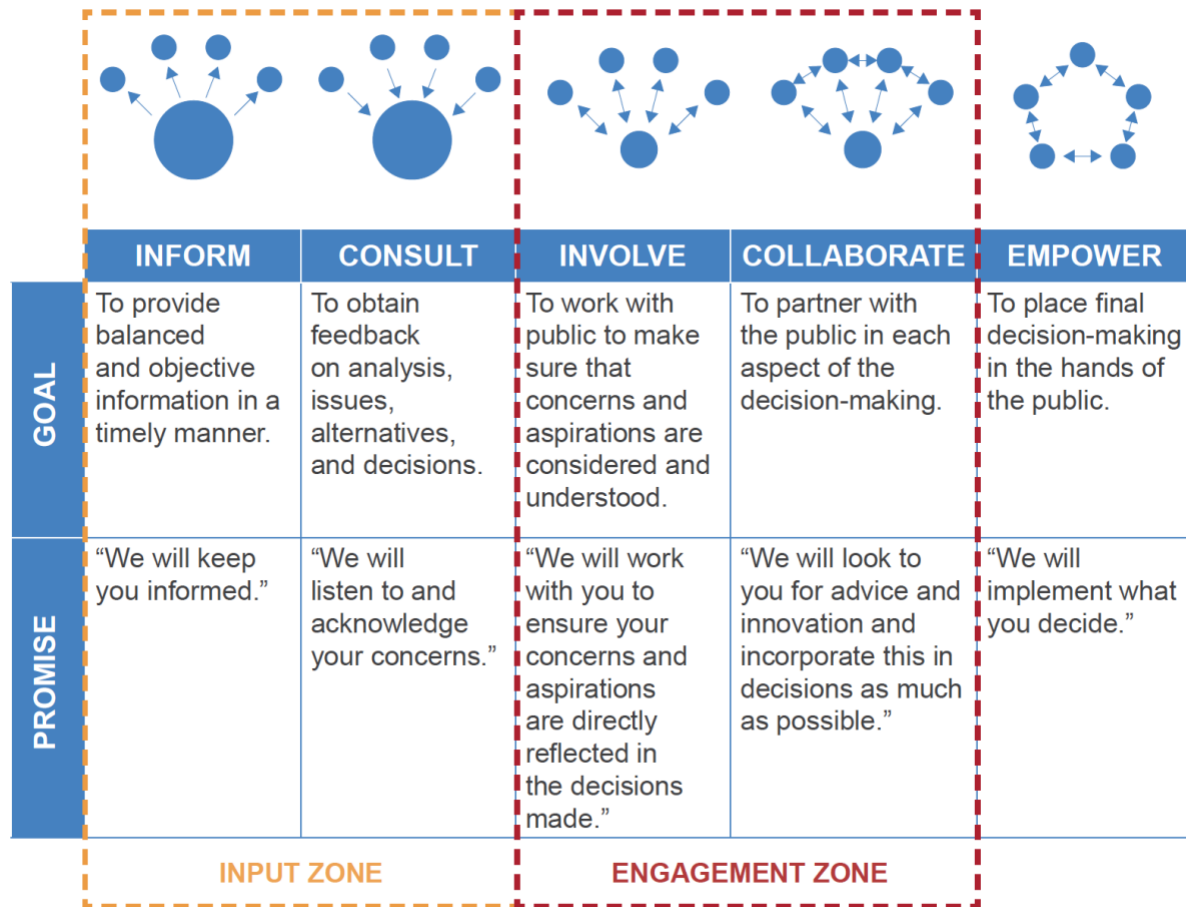 INFORM
CONSULT
INVOLVE
COLLABORATE
EMPOWER
GOAL
To provide
balanced
and objective
information in a
timely manner.
To obtain
feedback
on analysis,
issues,
alternatives,
and decisions.
To work with
public to make
sure that
concerns and
aspirations are
considered and
understood.
To partner with
the public in each
aspect of the
decision-making.
To place final
decision-making
in the hands of
the public.
PROMISE
“We will keep
you informed.”
“We will
listen to and
acknowledge
your concerns.”
“We will work
with you to
ensure your
concerns and
aspirations
are directly
reflected in
the decisions
made.”
“We will look to
you for advice and
innovation and
incorporate this in
decisions as much
as possible.”
“We will
implement what
you decide.”
INPUT ZONE
ENGAGEMENT ZONE